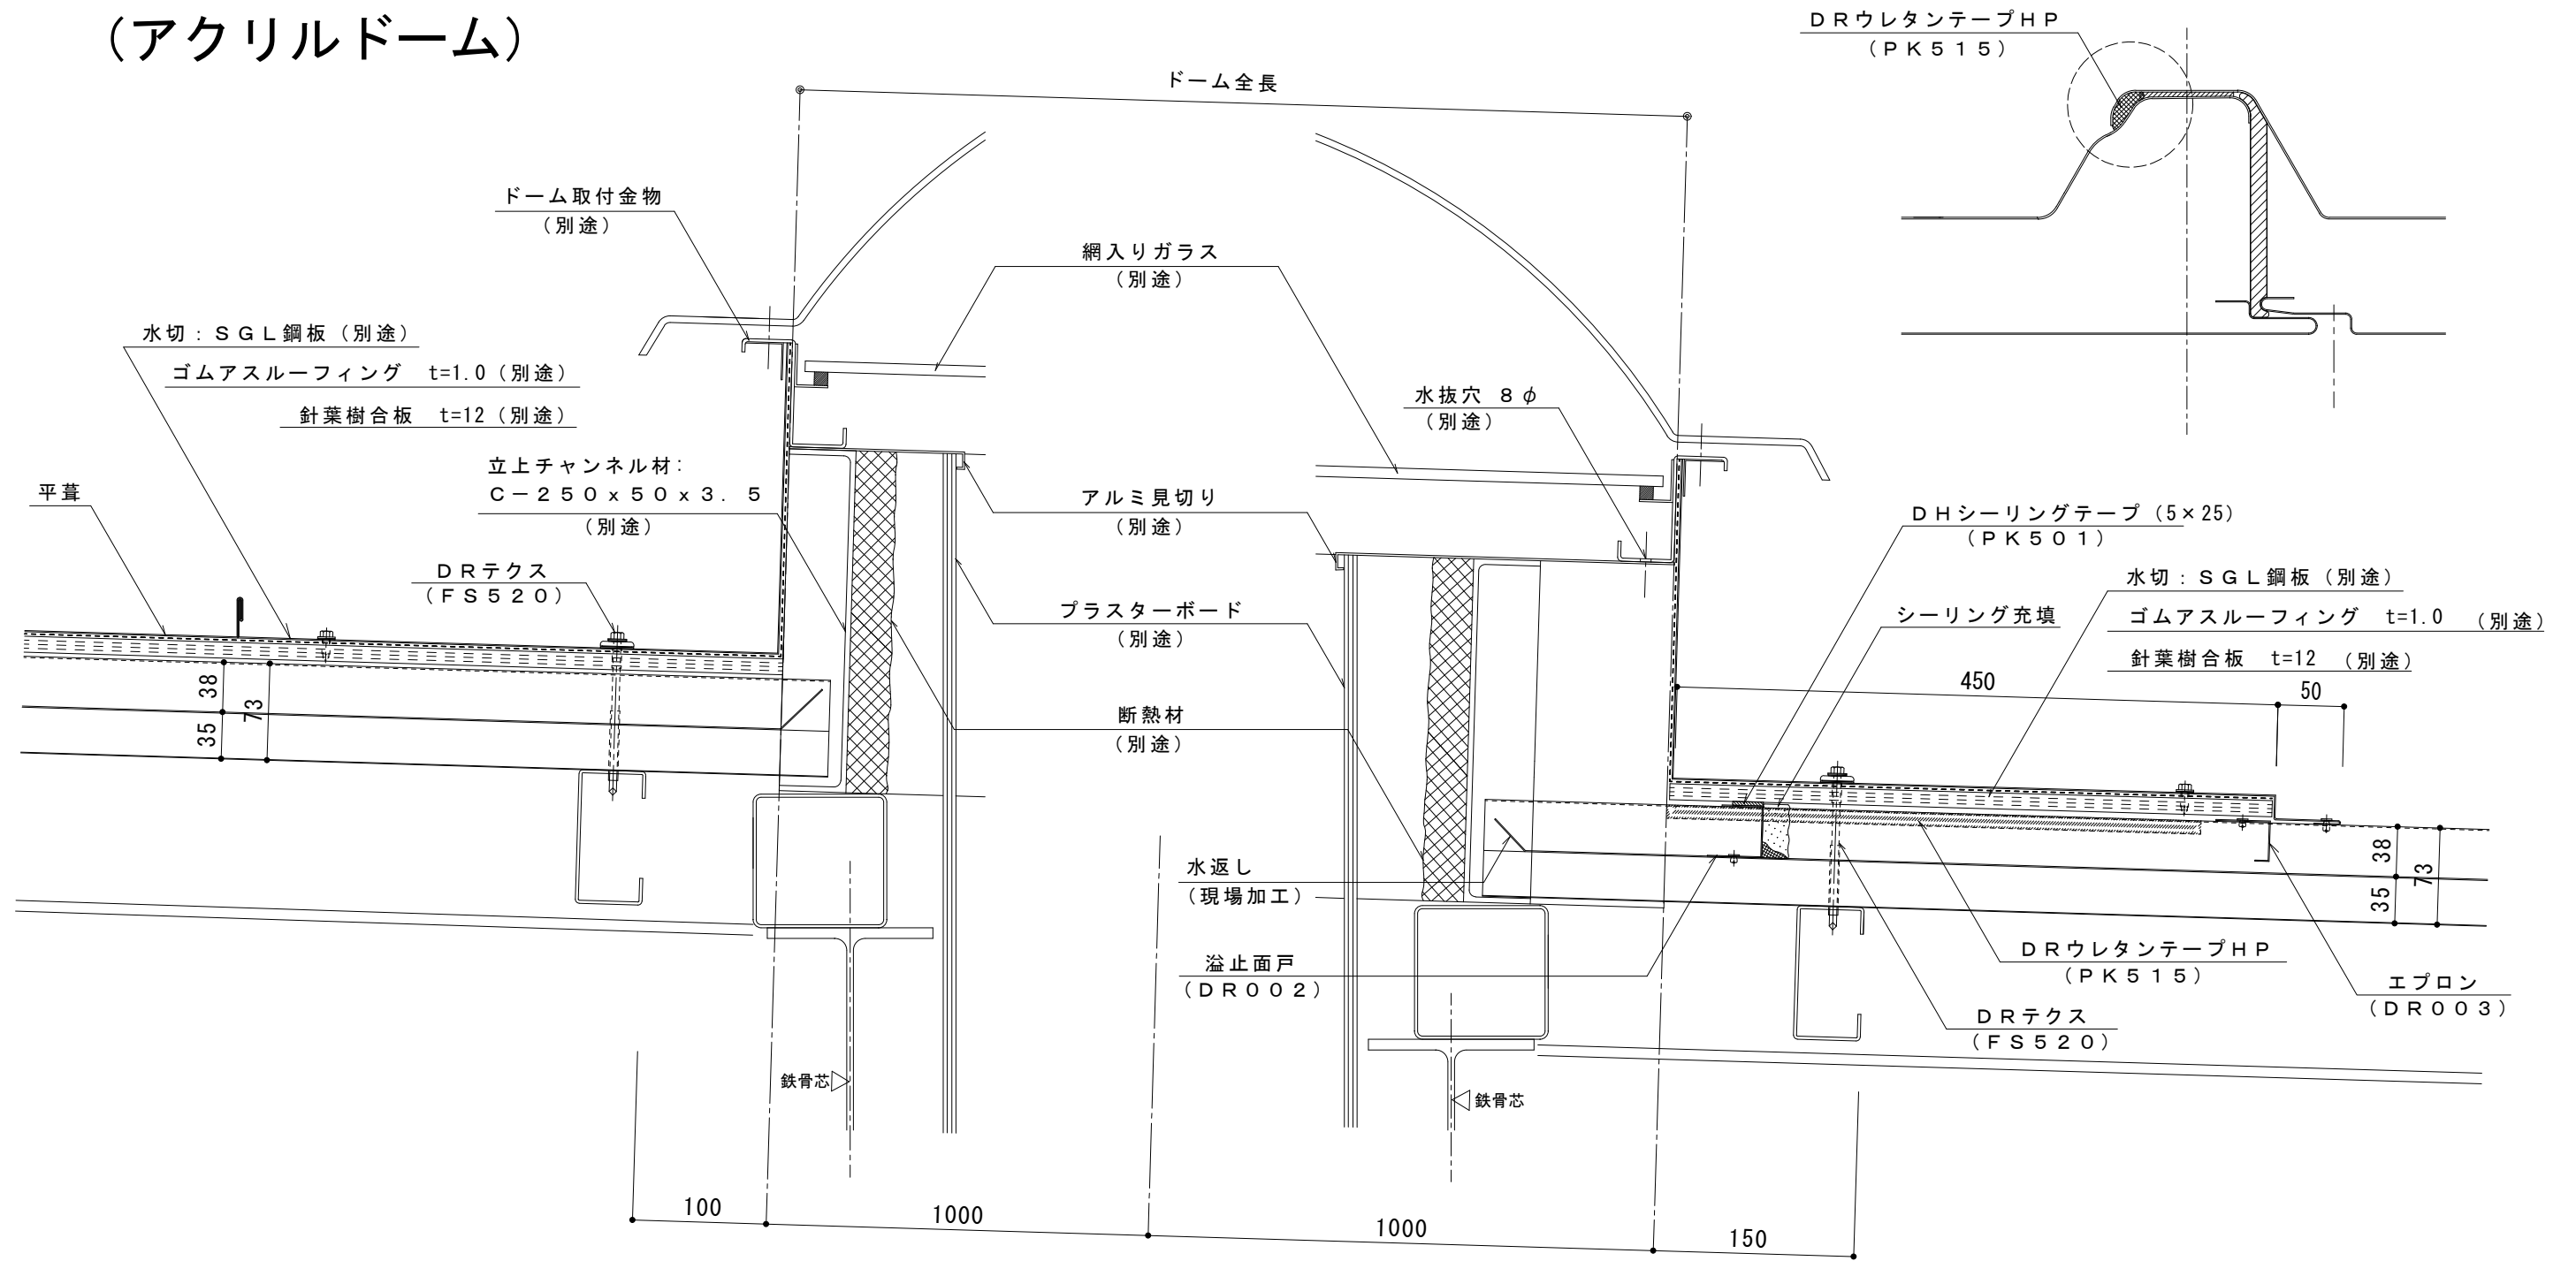 （アクリルドーム）
ＤＲウレタンテープＨＰ
（ＰＫ５１５）
ドーム全長
ドーム取付金物
（別途）
網入りガラス
（別途）
水切：ＳＧＬ鋼板（別途）
ゴムアスルーフィング　t=1.0（別途）
針葉樹合板　t=12（別途）
水抜穴　８φ
（別途）
立上チャンネル材：
Ｃ－２５０ｘ５０ｘ３．５
（別途）
平葺
アルミ見切り
（別途）
ＤＨシーリングテープ（5×25）
（ＰＫ５０１）
ＤＲテクス
（ＦＳ５２０）
水切：ＳＧＬ鋼板（別途）
ゴムアスルーフィング　t=1.0　（別途）
針葉樹合板　t=12　（別途）
シーリング充填
プラスターボード
（別途）
450
50
38
35
73
断熱材
（別途）
水返し
（現場加工）
38
35
73
溢止面戸
（ＤＲ００２）
ＤＲウレタンテープＨＰ
（ＰＫ５１５）
エプロン
（ＤＲ００３）
ＤＲテクス
（ＦＳ５２０）
鉄骨芯
鉄骨芯
100
1000
1000
150